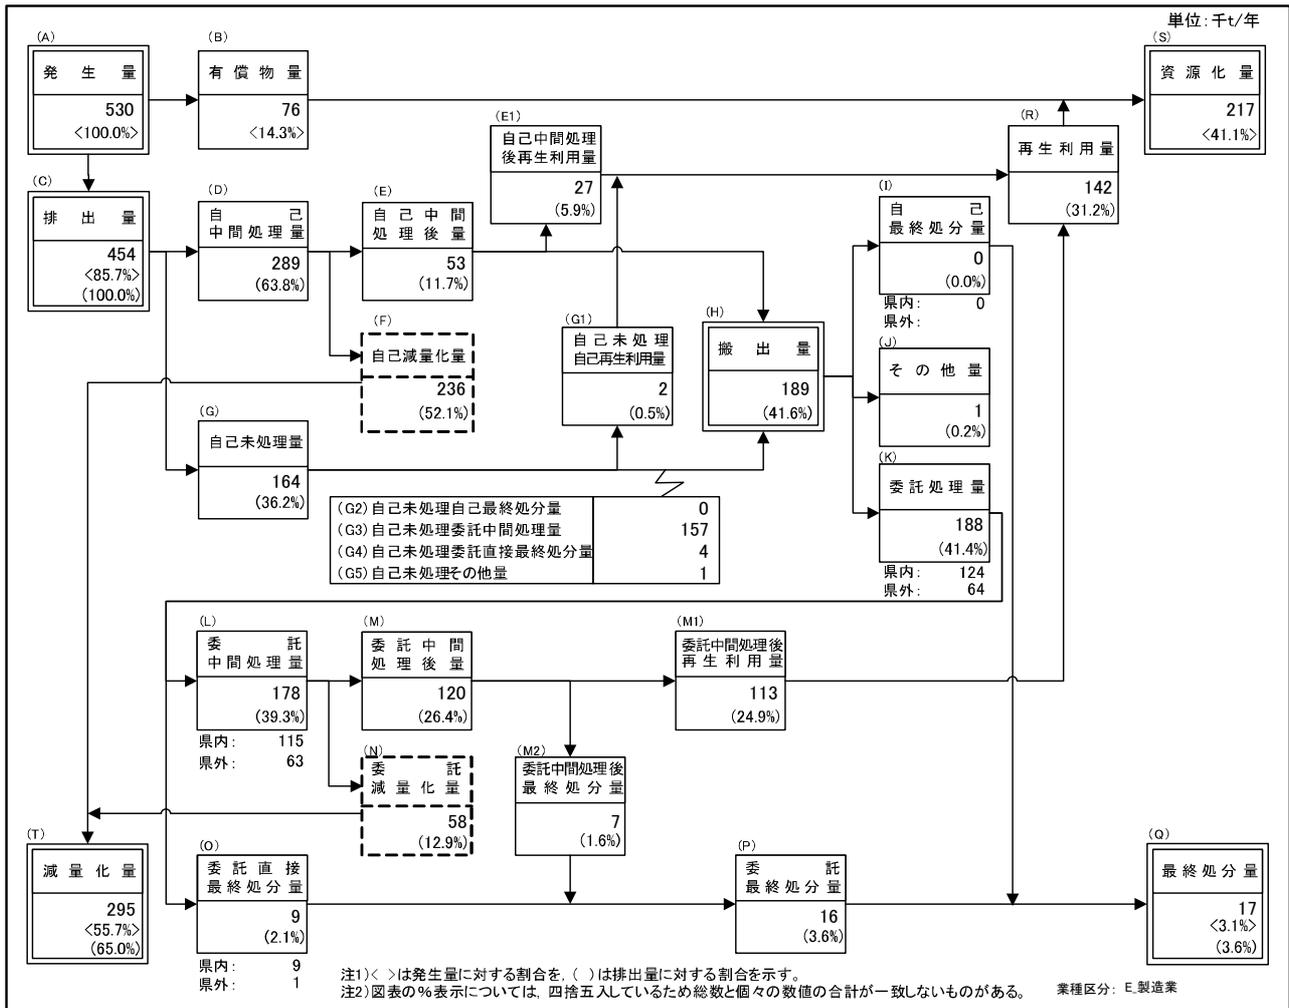 単位：千t/年
(A)
発生量
530
<100.0%>
(B)
有償物量
76
<14.3%>
(S)
資源化量
217
<41.1%>
(E1)
自己中間処理
後再生利用量
27
(5.9%)
(R)
再生利用量
142
(31.2%)
(C)
排出量
454
<85.7%>
(100.0%)
(D)
自己
中間処理量
289
(63.8%)
(E)
自己中間
処理後量
53
(11.7%)
(I)
自己
最終処分量
0
(0.0%)
県内： 0
県外：
(F)
自己減量化量
236
(52.1%)
(G1)
自己未処理
自己再生利用量
2
(0.5%)
(H)
搬出量
189
(41.6%)
(J)
その他量
1
(0.2%)
(G)
自己未処理量
164
(36.2%)
(K)
委託処理量
188
(41.4%)
県内： 124
県外： 64
(G2)自己未処理自己最終処分量 0
(G3)自己未処理委託中間処理量 157
(G4)自己未処理委託直接最終処分量 4
(G5)自己未処理その他量 1
(L)
委託
中間処理量
178
(39.3%)
県内： 115
県外： 63
(M)
委託中間
処理後量
120
(26.4%)
(M1)
委託中間処理後
再生利用量
113
(24.9%)
(N)
委託
減量化量
58
(12.9%)
(M2)
委託中間処理後
最終処分量
7
(1.6%)
(T)
減量化量
295
<55.7%>
(65.0%)
(O)
委託直接
最終処分量
9
(2.1%)
県内： 9
県外： 1
(P)
委託
最終処分量
16
(3.6%)
(Q)
最終処分量
17
<3.1%>
(3.6%)
注1)< >は発生量に対する割合を，( )は排出量に対する割合を示す。
注2)図表の%表示については，四捨五入しているため総数と個々の数値の合計が一致しないものがある。
業種区分：E_製造業